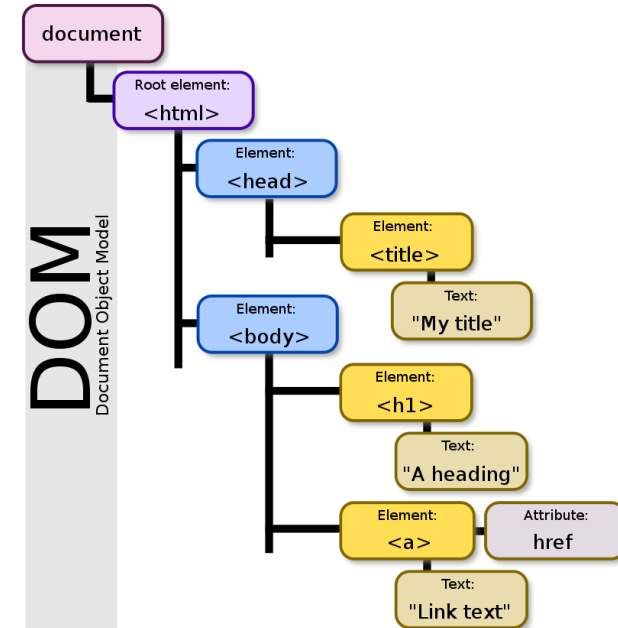 document
Root element:
<html>
Element:
<head>
Element:
<title>
Text:
"My title"
Element:
<body>
Element:
<h1>
Text:
"A heading"
Element:
<a>
Attribute:
href
Text:
"Link text"
DOM
Document Object Model